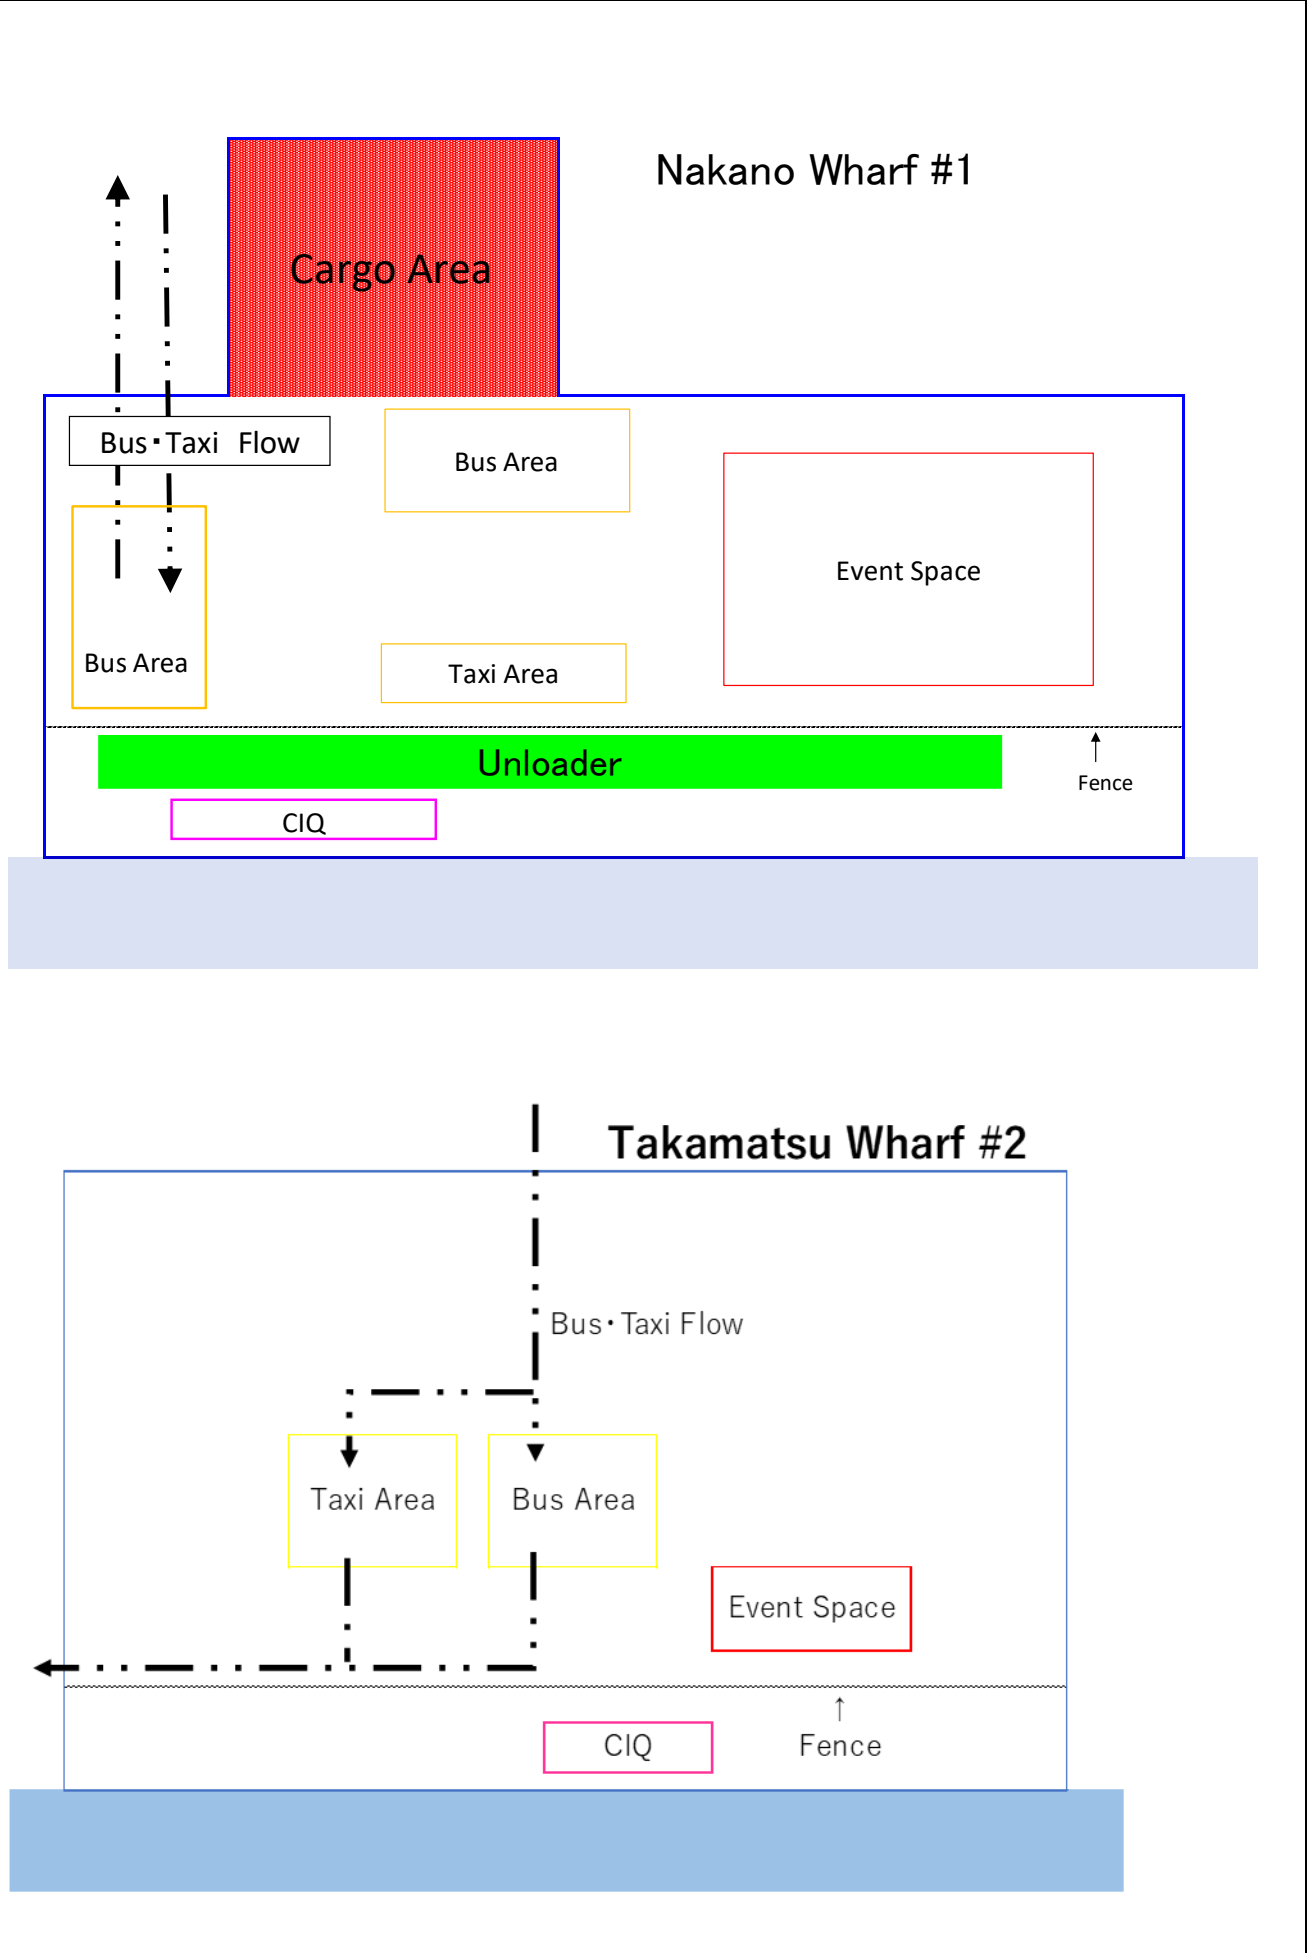 Nakano Wharf #1
Cargo Area
Bus・Taxi Flow
Bus Area
Event Space
Bus Area
Taxi Area
Unloader
Fence
CIQ
Takamatsu Wharf #2
Bus・Taxi Flow
Taxi Area
Bus Area
Event Space
↑
CIQ
Fence